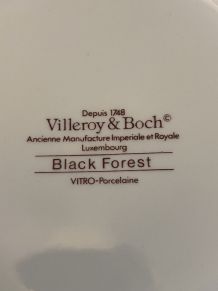 Depuis 1748
Villeroy & Boch©
Ancienne Manufacture Imperiale et Royale
Luxembourg
Black Forest
VITRO-Porcelaine